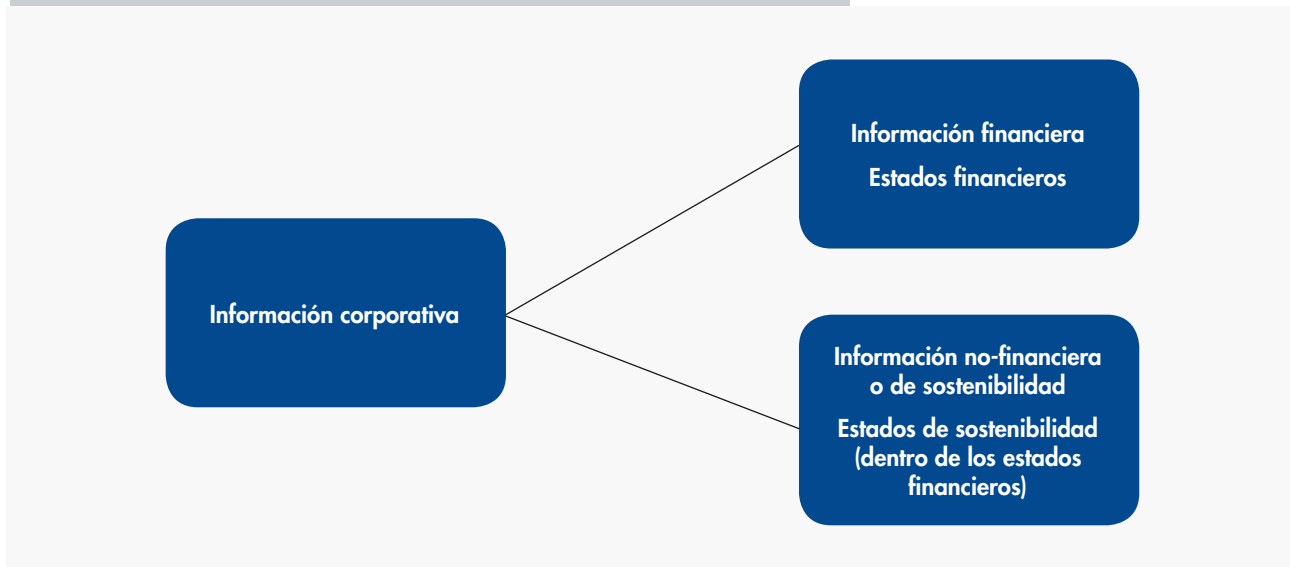 Información corporativa
Información financiera
Estados financieros
Información no-financiera
o de sostenibilidad
Estados de sostenibilidad
(dentro de los estados
financieros)